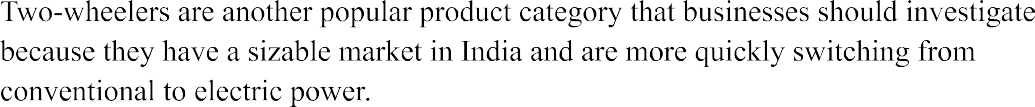 Two-wheelers are another popular product category that businesses should investigate
because they have a sizable market in India and are more quickly switching from
conventional to electric power.